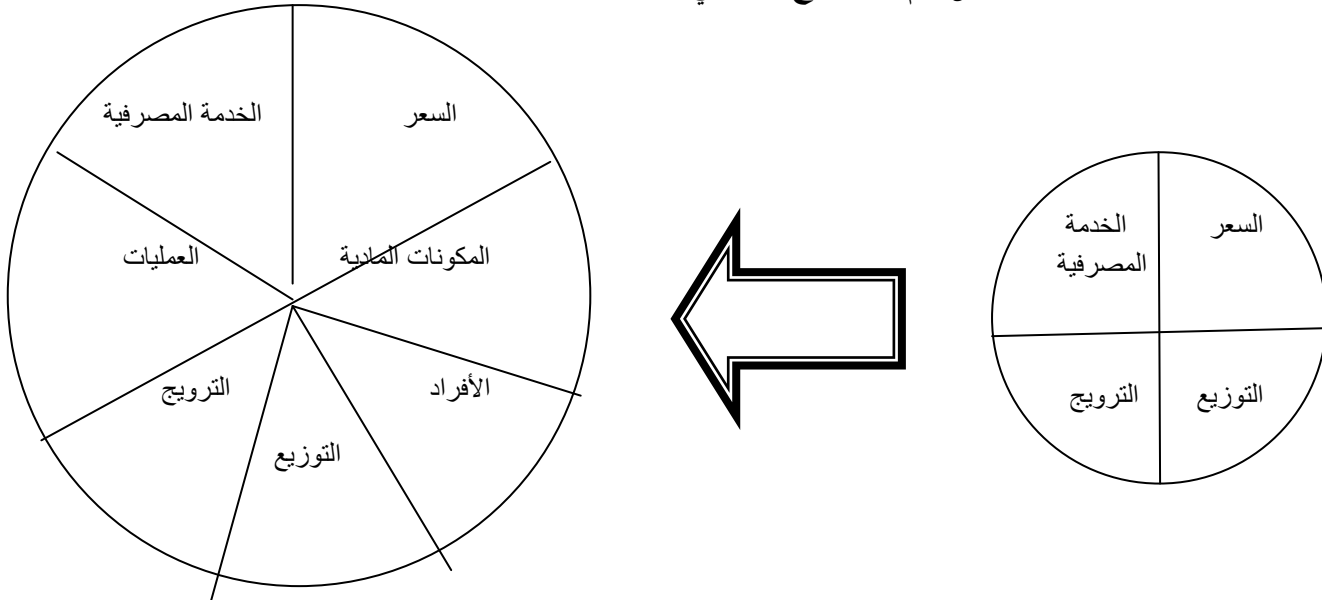 السعر
الخدمة
المصرفية
التوزيع
الترويج
السعر
الخدمة المصرفية
المكونات المادية
العمليات
الأفراد
الترويج
التوزيع